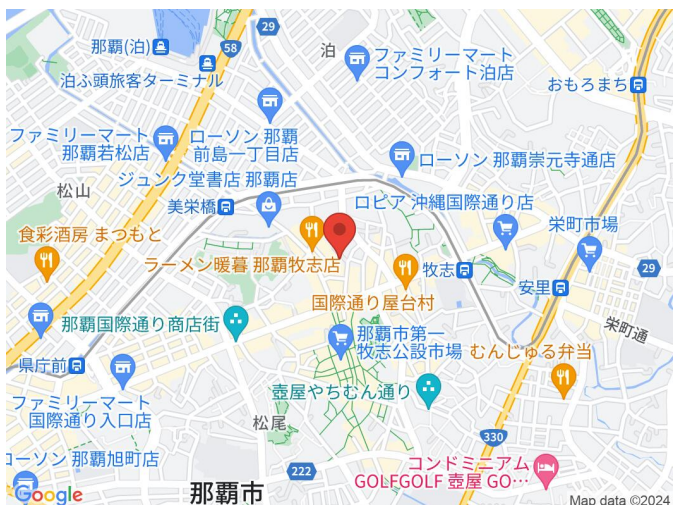 那覇(泊)
58
29
泊
ファミリーマート
コンフォート泊店
泊ふ頭旅客ターミナル
おもろまち
ファミリーマート
那覇若松店
ローソン 那覇
前島一丁目店
ローソン 那覇崇元寺通店
ジュンク堂書店 那覇店
松山
美栄橋
ロピア 沖縄国際通り店
栄町市場
食彩酒房 まつもと
ラーメン暖暮 那覇牧志店
牧志
29
安里
国際通り屋台村
栄町通
那覇国際通り商店街
那覇市第一
牧志公設市場
むんじゅる弁当
県庁前
壺屋やちむん通り
ファミリーマート
国際通り入口店
松尾
330
ローソン 那覇旭町店
222
コンドミニアム
GOLFGOLF 壺屋 GO…
Google
那覇市
Map data ©2024